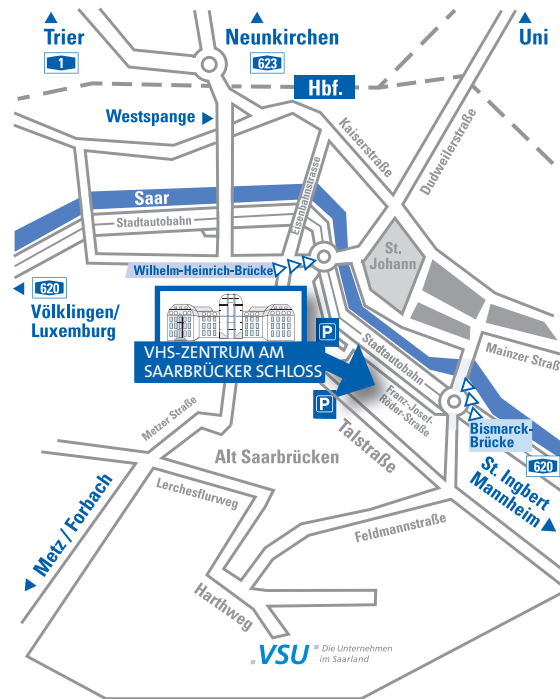 Trier
1
Neunkirchen
623
Uni
Hbf.
Westspange
Kaiserstraße
Dudweilerstraße
Eisenbahnstrasse
Saar
Stadtautobahn
St.
Johann
Wilhelm-Heinrich-Brücke
620
Völklingen/
Luxemburg
P
VHS-ZENTRUM AM
SAARBRÜCKER SCHLOSS
Stadtautobahn
Mainzer Straß
Franz-Josef-
Röder-Straße
P
Bismarck-
Brücke
620
Metzer Straße
Talstraße
Alt Saarbrücken
St. Ingbert
Mannheim
Lerchesflurweg
Feldmannstraße
Metz / Forbach
Harthweg
VSU
Die Unternehmen
im Saarland